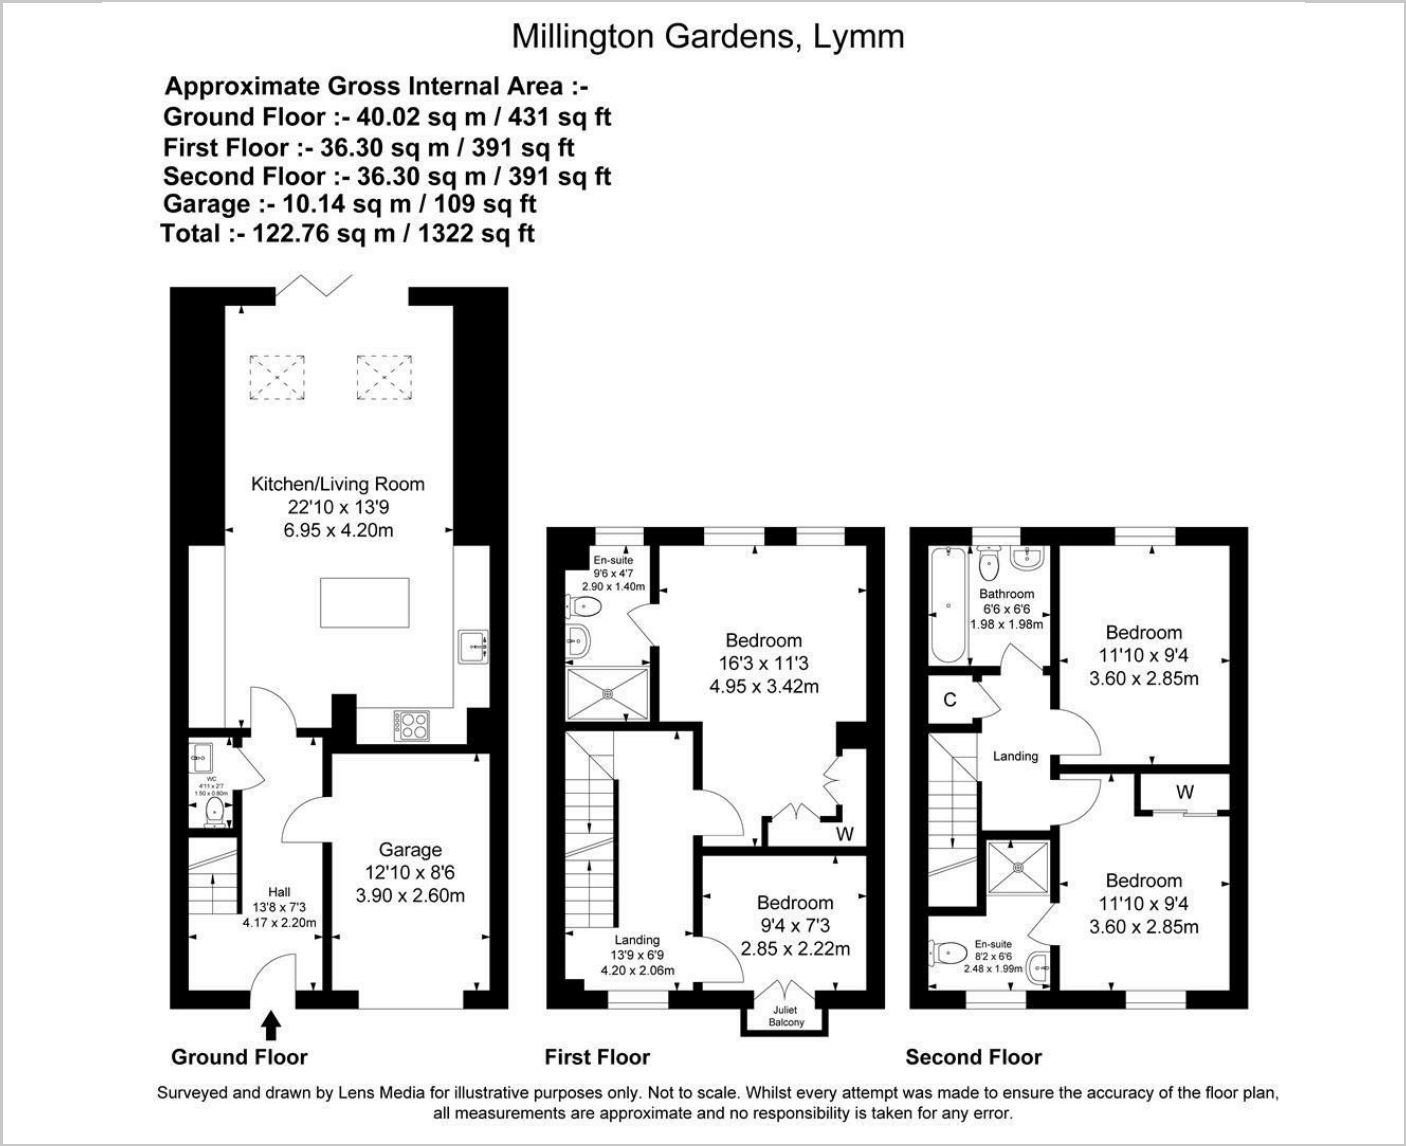 Millington Gardens, Lymm
Approximate Gross Internal Area :-
Ground Floor :- 40.02 sq m / 431 sq ft
First Floor :- 36.30 sq m / 391 sq ft
Second Floor :- 36.30 sq m / 391 sq ft
Garage :- 10.14 sq m / 109 sq ft
Total :- 122.76 sq m / 1322 sq ft
Kitchen/Living Room
22'10 x 13'9
6.95 x 4.20m
WC
4'11 x 2'7
1.50 x 0.80m
Hall
13'8 x 7'3
4.17 x 2.20m
Garage
12'10 x 8'6
3.90 x 2.60m
Ground Floor
En-suite
9'6 x 4'7
2.90 x 1.40m
Bedroom
16'3 x 11'3
4.95 x 3.42m
W
Landing
13'9 x 6'9
4.20 x 2.06m
Bedroom
9'4 x 7'3
2.85 x 2.22m
Juliet
Balcony
First Floor
Bathroom
6'6 x 6'6
1.98 x 1.98m
Bedroom
11'10 x 9'4
3.60 x 2.85m
C
Landing
W
Bedroom
11'10 x 9'4
3.60 x 2.85m
En-suite
8'2 x 6'6
2.48 x 1.99m
Second Floor
Surveyed and drawn by Lens Media for illustrative purposes only. Not to scale. Whilst every attempt was made to ensure the accuracy of the floor plan,
all measurements are approximate and no responsibility is taken for any error.